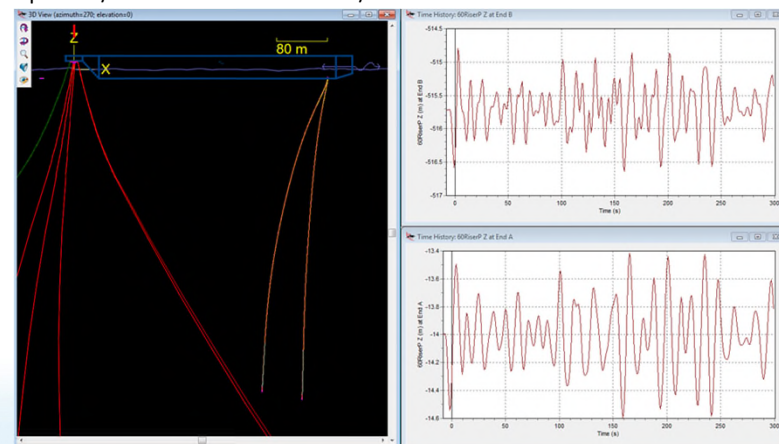 3D View (azimuth=270; elevation=0)
Z
X
80 m
Time History: 60RiserP Z at End B
60RiserP Z (m) at End B
-514.5
-515
-515.5
-516
-516.5
-517
0
50
100
150
200
250
300
Time (s)
Time History: 60RiserP Z at End A
60RiserP Z (m) at End A
-13.4
-13.6
-13.8
-14
-14.2
-14.4
-14.6
0
50
100
150
200
250
300
Time (s)